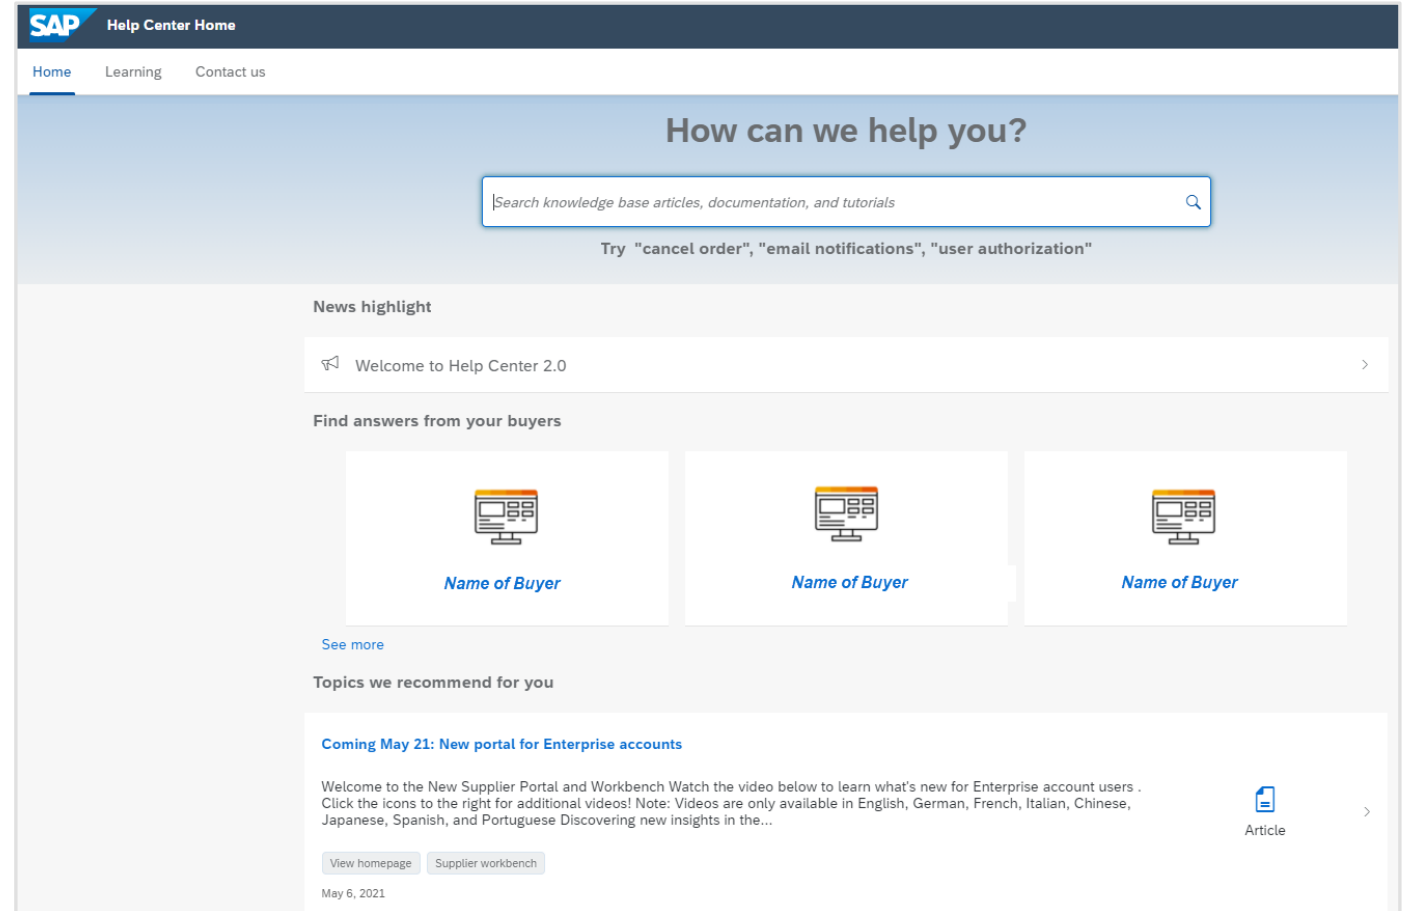 SAP Help Center Home
Home Learning Contact us
How can we help you?
Search knowledge base articles, documentation, and tutorials
Try "cancel order", "email notifications", "user authorization"
News highlight
Welcome to Help Center 2.0
Find answers from your buyers
Name of Buyer Name of Buyer Name of Buyer
See more
Topics we recommend for you
Coming May 21: New portal for Enterprise accounts
Welcome to the New Supplier Portal and Workbench Watch the video below to learn what's new for Enterprise account users .
Click the icons to the right for additional videos! Note: Videos are only available in English, German, French, Italian, Chinese,
Japanese, Spanish, and Portuguese Discovering new insights in the...
Article
View homepage Supplier workbench
May 6, 2021